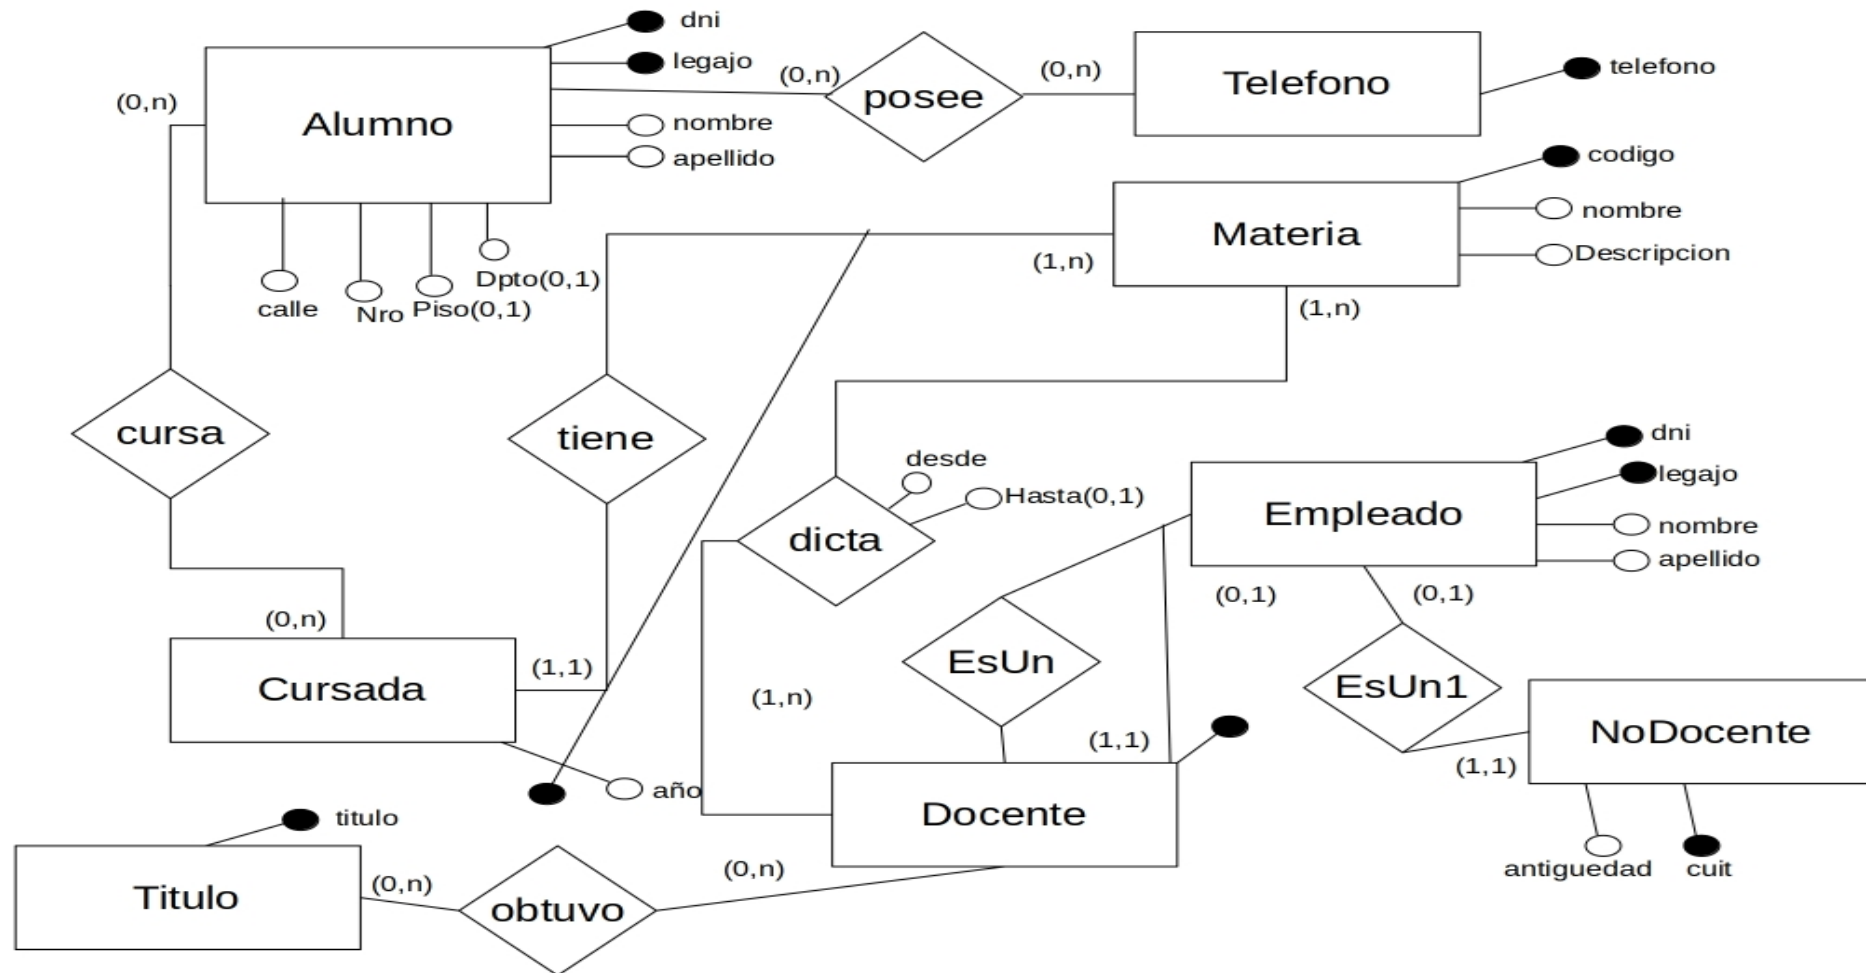 dni
legajo
(0,n)
(0,n)
telefono
(0,n)
Alumno
nombre
apellido
posee
Telefono
codigo
nombre
Descripcion
Materia
(1,n)
(1,n)
calle
Nro
Piso(0,1)
Dpto(0,1)
cursa
tiene
desde
Hasta(0,1)
dicta
dni
legajo
nombre
apellido
Empleado
(0,1)
(0,1)
(0,n)
Cursada
(1,1)
(1,n)
EsUn
EsUn1
(1,1)
NoDocente
(1,1)
año
Docente
antiguedad
cuit
titulo
Titulo
(0,n)
obtuvo
(0,n)